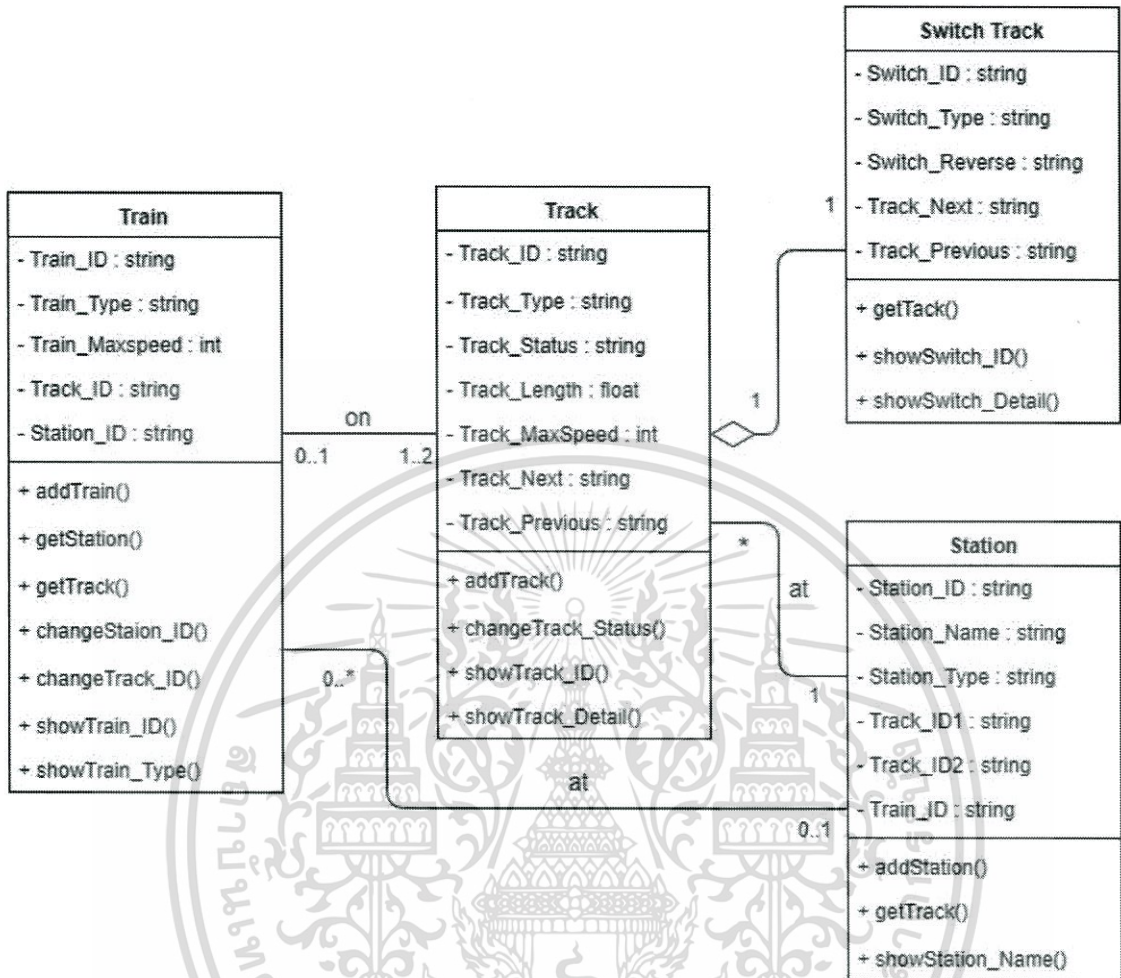 Switch Track
- Switch_ID : string
- Switch_Type : string
- Switch_Reverse : string
- Track_Next : string
- Track_Previous : string
+ getTack()
+ showSwitch_ID()
+ showSwitch_Detail()
1
Train
- Train_ID : string
- Train_Type : string
- Train_Maxspeed : int
- Track_ID : string
- Station_ID : string
+ addTrain()
+ getStation()
+ getTrack()
+ changeStaion_ID()
+ changeTrack_ID()
+ showTrain_ID()
+ showTrain_Type()
on
0..1
1..2
Track
- Track_ID : string
- Track_Type : string
- Track_Status : string
- Track_Length : float
- Track_MaxSpeed : int
- Track_Next : string
- Track_Previous : string
+ addTrack()
+ changeTrack_Status()
+ showTrack_ID()
+ showTrack_Detail()
1
*
at
1
0..*
at
0..1
Station
- Station_ID : string
- Station_Name : string
- Station_Type : string
- Track_ID1 : string
- Track_ID2 : string
- Train_ID : string
+ addStation()
+ getTrack()
+ showStation_Name()